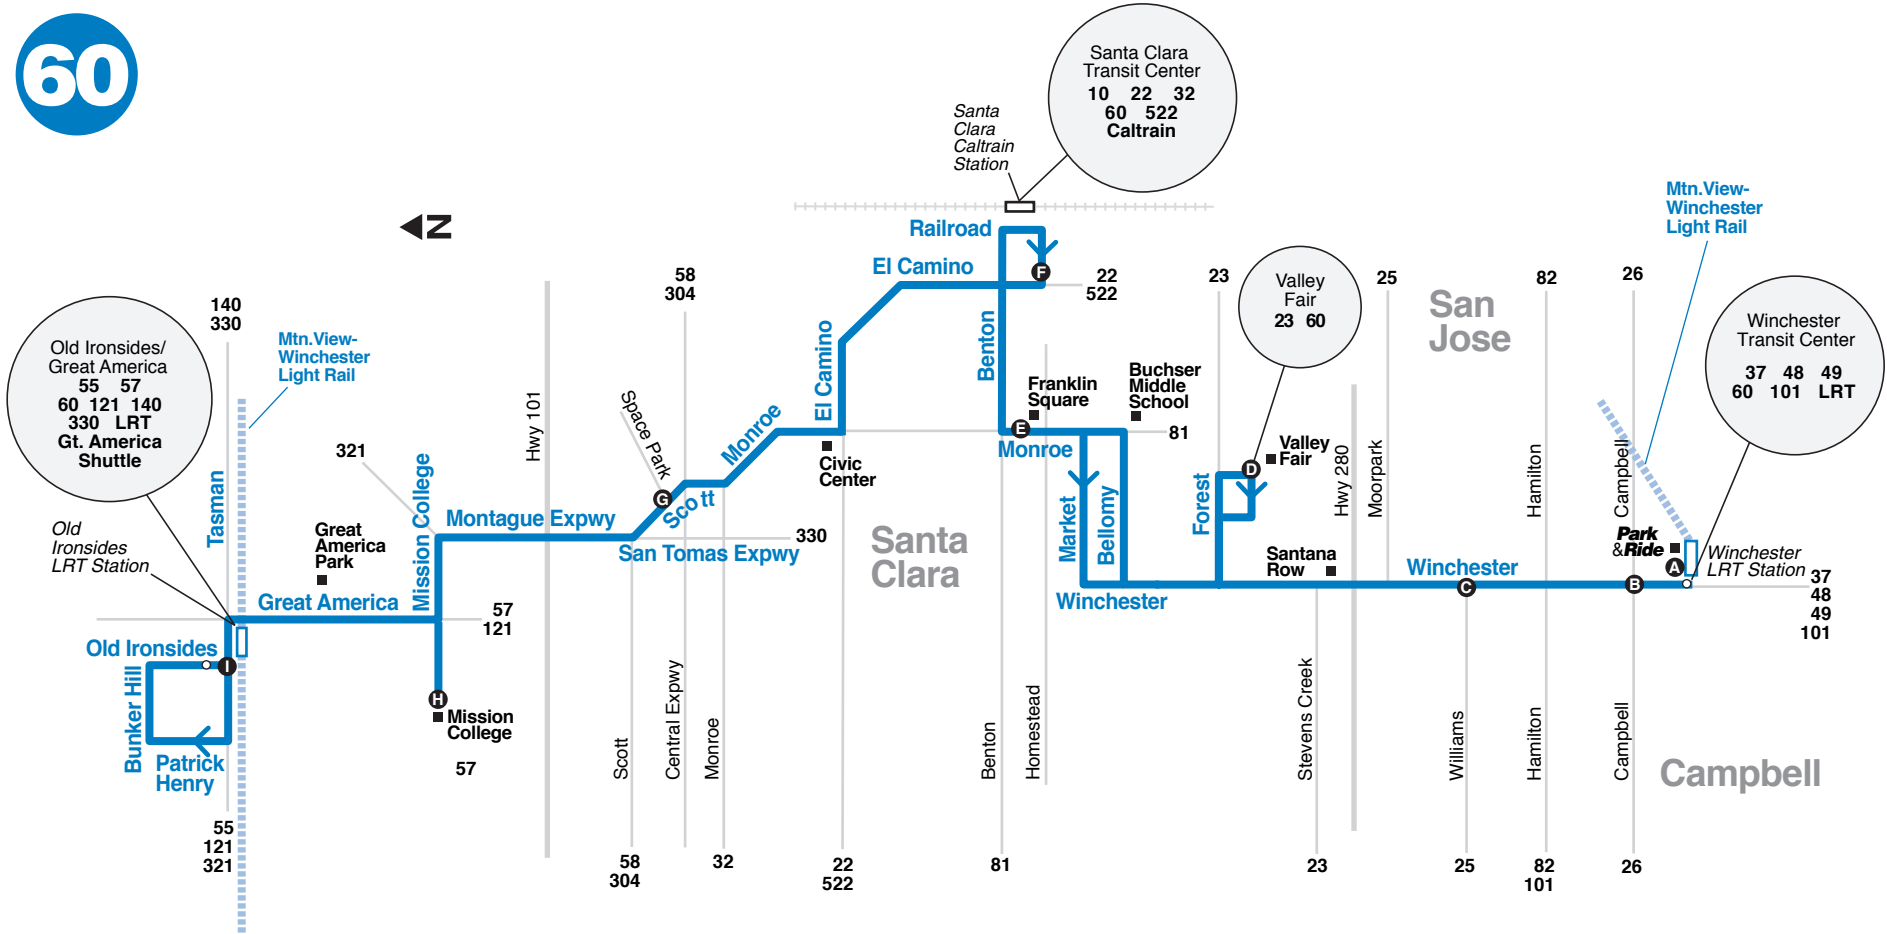 60
Santa Clara
Transit Center
10 22 32
60 522
Caltrain
Santa
Clara
Caltrain
Station
N
Railroad
El Camino
F
22
522
58
304
23
Valley
Fair
23 60
25
82
26
San
Jose
Mtn.View-
Winchester
Light Rail
Winchester
Transit Center
37 48 49
60 101 LRT
140
330
Old Ironsides/
Great America
55 57
60 121 140
330 LRT
Gt. America
Shuttle
Mtn.View-
Winchester
Light Rail
Tasman
321
Hwy 101
Space Park
Monroe
El Camino
Benton
Franklin
Square
Buchser
Middle
School
E
Monroe
81
Civic
Center
Valley
Fair
D
Forest
Hwy 280
Moorpark
Hamilton
Campbell
Old
Ironsides
LRT Station
Great
America
Park
Mission College
Montague Expwy
G
Scott
San Tomas Expwy
330
Santa
Clara
Market
Bellomy
Santana
Row
Winchester
Park
& Ride
A
Winchester
LRT Station
Great America
57
121
Winchester
C
B
37
48
49
101
Old Ironsides
I
Bunker Hill
Patrick
Henry
H
Mission
College
57
Scott
Central Expwy
Monroe
Benton
Homestead
Stevens Creek
Williams
Hamilton
Campbell
Campbell
55
121
321
58
304
32
22
522
81
23
25
82
101
26